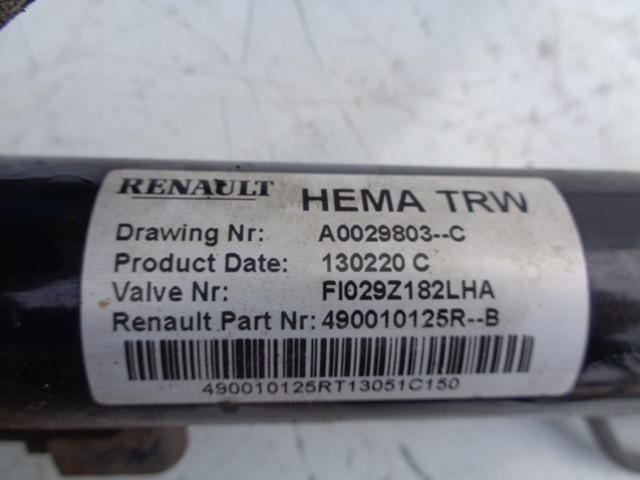 RENAULT HEMA TRW
Drawing Nr: A0029803--C
Product Date: 130220 C
Valve Nr: FI029Z182LHA
Renault Part Nr: 490010125R--B
490010125RT13051C150